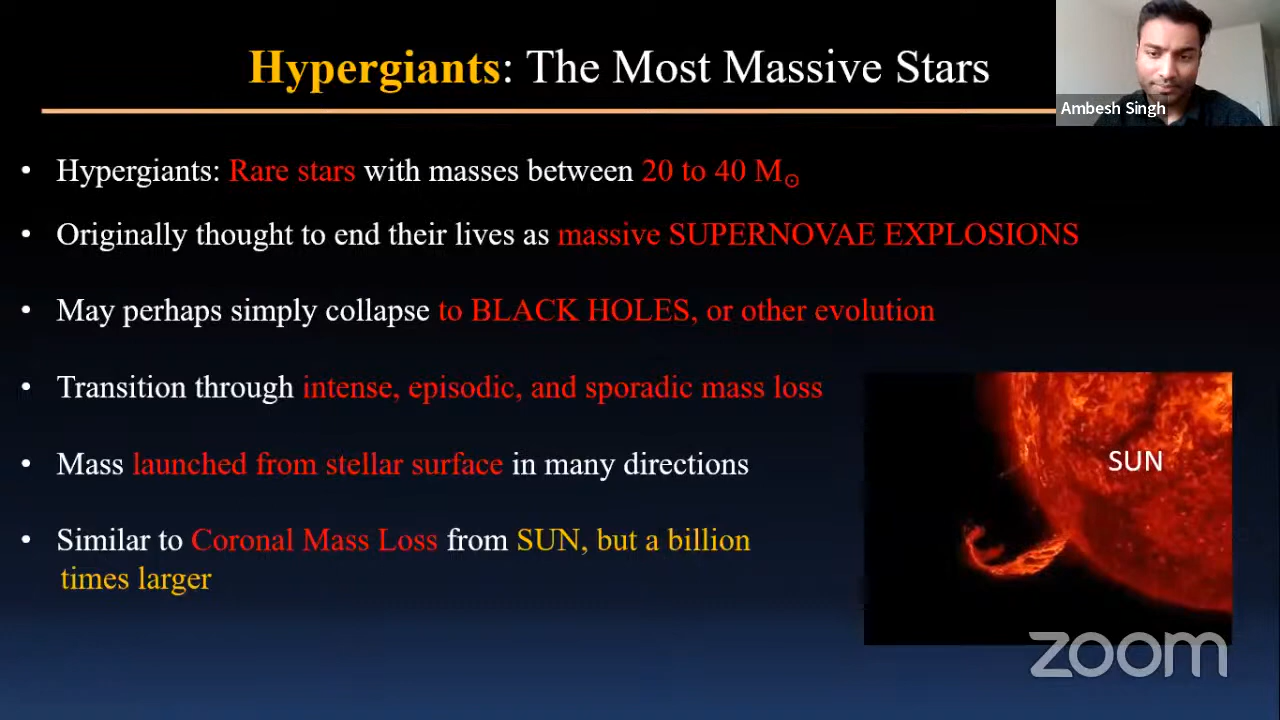 Hypergiants: The Most Massive Stars
Ambesh Singh
• Hypergiants: Rare stars with masses between 20 to 40 M☉
• Originally thought to end their lives as massive SUPERNOVAE EXPLOSIONS
• May perhaps simply collapse to BLACK HOLES, or other evolution
• Transition through intense, episodic, and sporadic mass loss
• Mass launched from stellar surface in many directions
• Similar to Coronal Mass Loss from SUN, but a billion
times larger
SUN
zoom